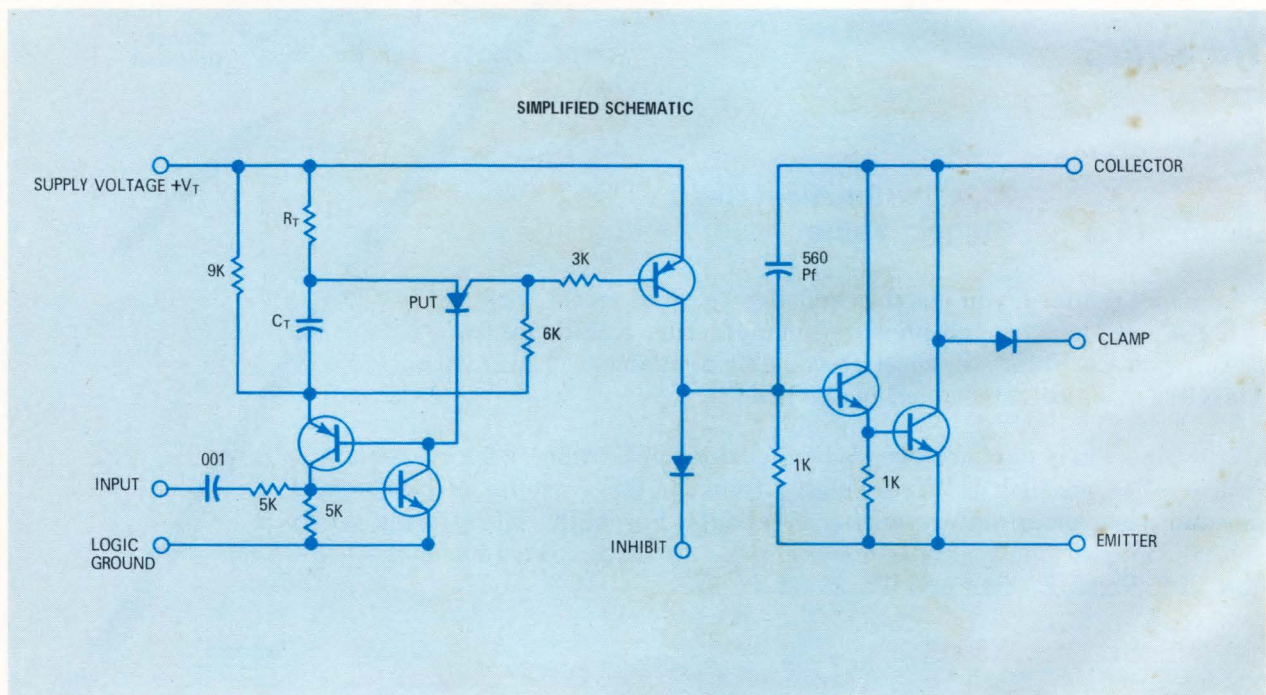 SIMPLIFIED SCHEMATIC
SUPPLY VOLTAGE +VT
RT
9K
CT
PUT
3K
6K
560
Pf
COLLECTOR
CLAMP
001
INPUT
5K
5K
LOGIC
GROUND
INHIBIT
1K
1K
EMITTER